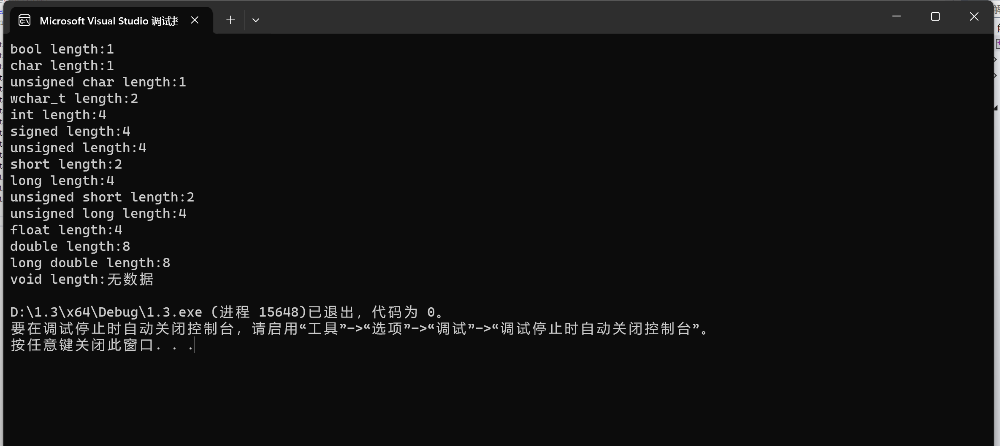 Microsoft Visual Studio 调试控
bool length:1
char length:1
unsigned char length:1
wchar_t length:2
int length:4
signed length:4
unsigned length:4
short length:2
long length:4
unsigned short length:2
unsigned long length:4
float length:4
double length:8
long double length:8
void length:无数据
D:\1.3\x64\Debug\1.3.exe (进程 15648)已退出，代码为 0。
要在调试停止时自动关闭控制台，请启用“工具”->“选项”->“调试”->“调试停止时自动关闭控制台”。
按任意键关闭此窗口. . .